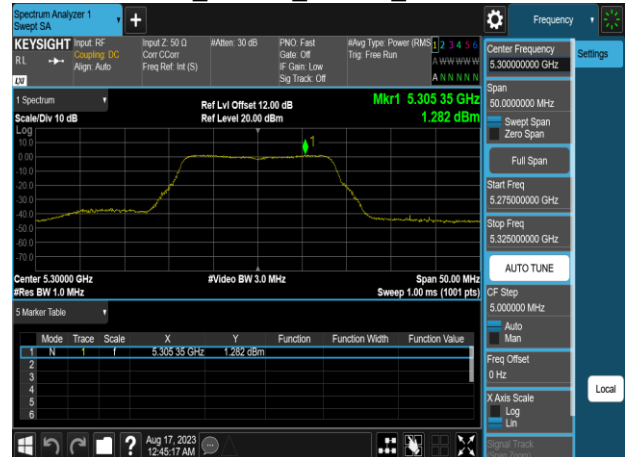 Spectrum Analyzer 1
Swept SA
+
Frequency
KEYSIGHT
RL
LXI
Input: RF
Coupling: DC
Align: Auto
Input Z: 50 Ω
Corr CCorr
Freq Ref: Int (S)
#Atten: 30 dB
PNO: Fast
Gate: Off
IF Gain: Low
Sig Track: Off
#Avg Type: Power (RMS
Trig: Free Run
1 2 3 4 5 6
A WW WW W
A N N N N N
1 Spectrum
Scale/Div 10 dB
Ref Lvl Offset 12.00 dB
Ref Level 20.00 dBm
Mkr1 5.305 35 GHz
1.282 dBm
Log
10.0
0.00
-10.0
-20.0
-30.0
-40.0
-50.0
-60.0
-70.0
1
Center 5.30000 GHz
#Res BW 1.0 MHz
#Video BW 3.0 MHz
Span 50.00 MHz
Sweep 1.00 ms (1001 pts)
5 Marker Table
Mode Trace Scale X Y Function Function Width Function Value
1 N 1 f 5.305 35 GHz 1.282 dBm
2
3
4
5
6
Aug 17, 2023
12:45:17 AM
Center Frequency
5.300000000 GHz
Settings
Span
50.0000000 MHz
Swept Span
Zero Span
Full Span
Start Freq
5.275000000 GHz
Stop Freq
5.325000000 GHz
AUTO TUNE
CF Step
5.000000 MHz
Auto
Man
Freq Offset
0 Hz
X Axis Scale
Log
Lin
Local
Signal Track
(Span Zoom)